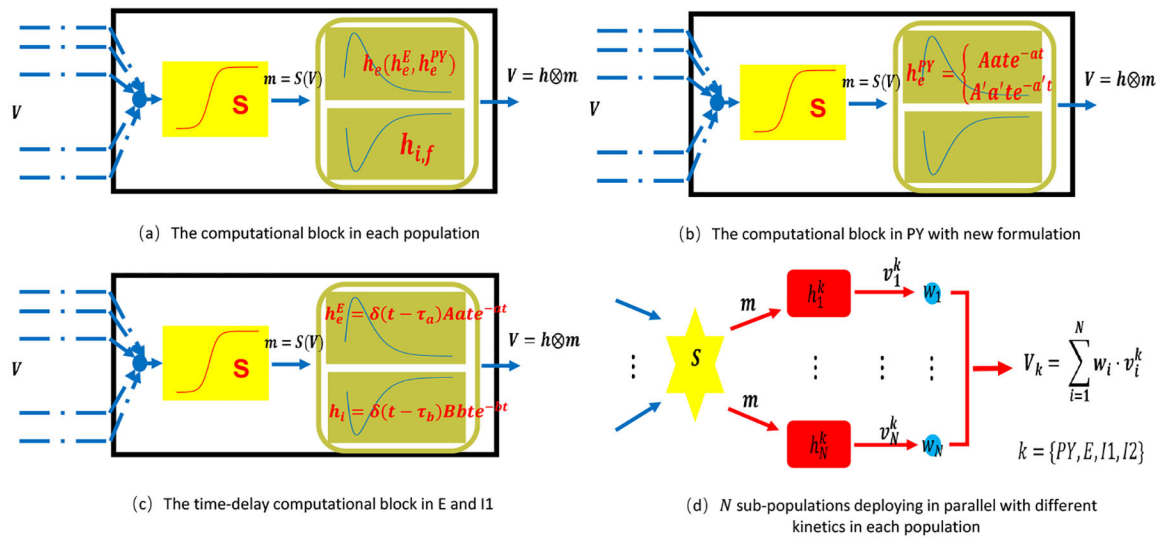 V
S
m = S(V)
h_e(h_e^E, h_e^PY)
h_{i,f}
V = h⊗m
(a) The computational block in each population
V
S
m = S(V)
h_e^PY = { Aate^{-at}
A'a'te^{-a't}
V = h⊗m
(b) The computational block in PY with new formulation
V
S
m = S(V)
h_e^E = δ(t − τ_a)Aate^{-at}
h_i = δ(t − τ_b)Bbte^{-bt}
V = h⊗m
(c) The time-delay computational block in E and I1
S
m
h_1^k
v_1^k
w_1
⋮ ⋮ ⋮ ⋮
m
h_N^k
v_N^k
w_N
V_k = \sum_{i=1}^{N} w_i · v_i^k
k = {PY, E, I1, I2}
(d) N sub-populations deploying in parallel with different
kinetics in each population